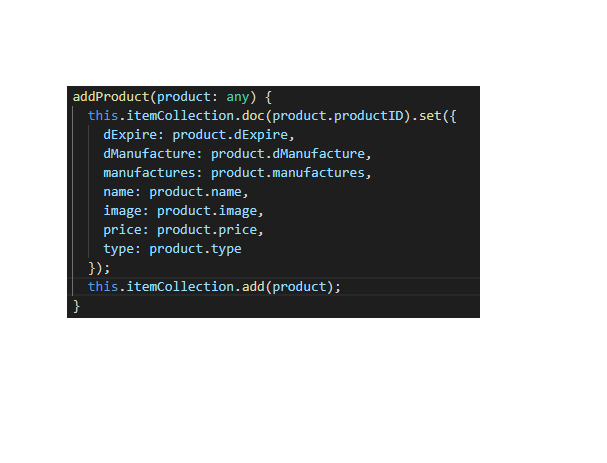 addProduct(product: any) {
this.itemCollection.doc(product.productID).set({
dExpire: product.dExpire,
dManufacture: product.dManufacture,
manufactures: product.manufactures,
name: product.name,
image: product.image,
price: product.price,
type: product.type
});
this.itemCollection.add(product);
}